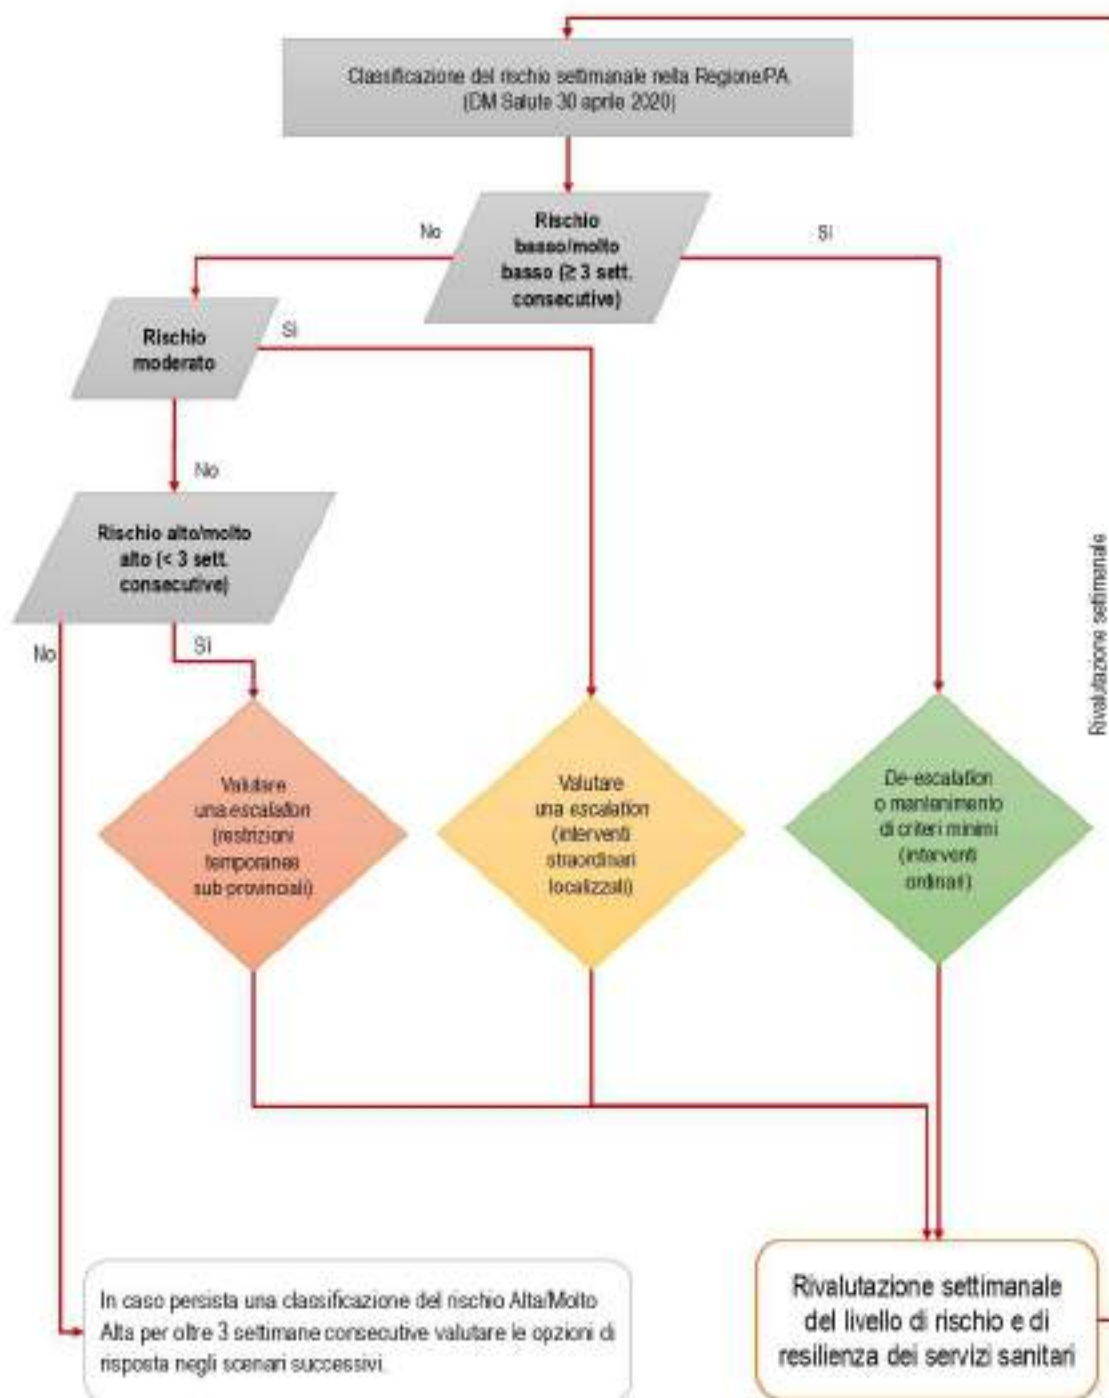 Classificazione del rischio settimanale nella Regione/PA
(DM Salute 30 aprile 2020)
Rischio
basso/molto
basso (≥ 3 sett.
consecutive)
No
Si
Rischio
moderato
Si
No
Rischio alto/molto
alto (< 3 sett.
consecutive)
No
Si
Rivalutazione settimanale
Valutare
una escalation
(restrizioni
temporanee
sub-provinciali)
Valutare
una escalation
(interventi
straordinari
localizzati)
De-escalation
o mantenimento
di criteri minimi
(interventi
ordinari)
In caso persista una classificazione del rischio Alta/Molto
Alta per oltre 3 settimane consecutive valutare le opzioni di
risposta negli scenari successivi.
Rivalutazione settimanale
del livello di rischio e di
resilienza dei servizi sanitari